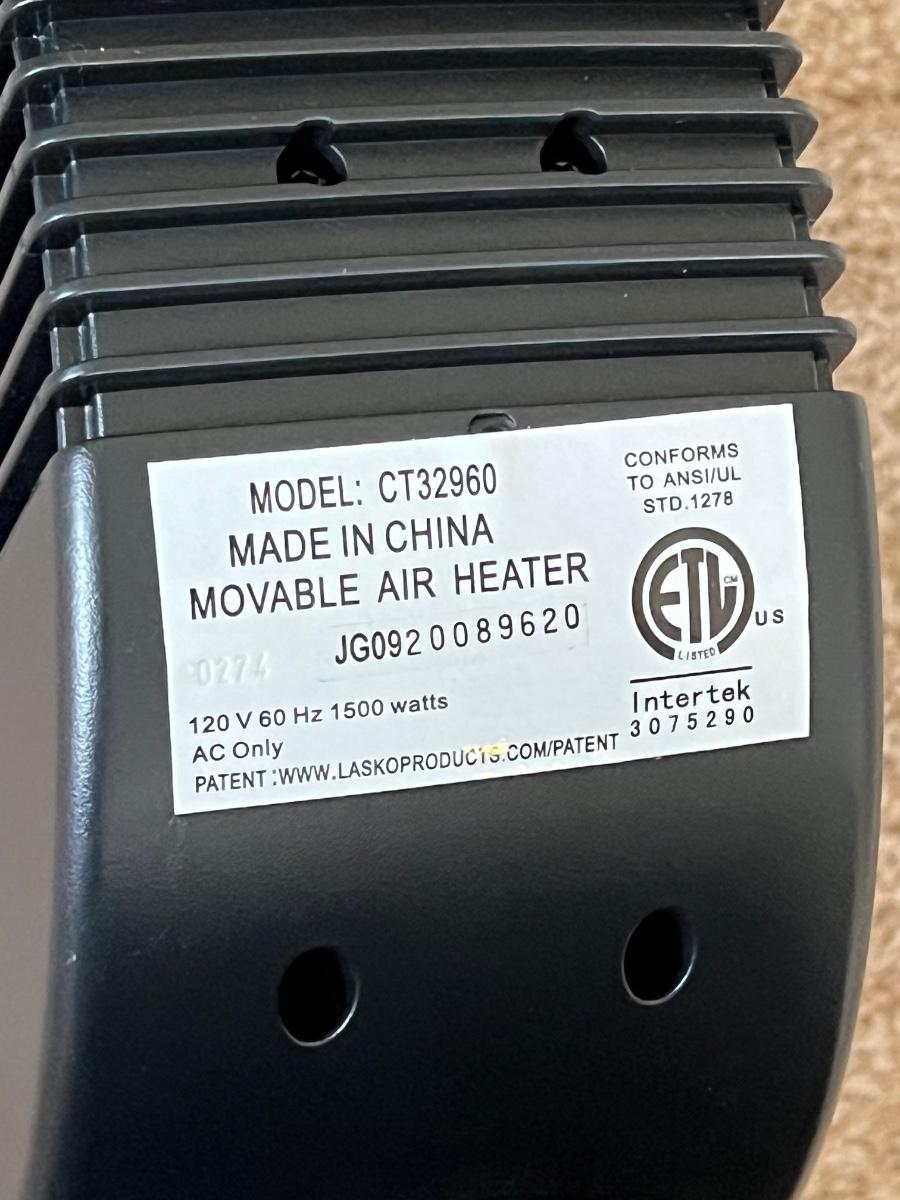 MODEL: CT32960
MADE IN CHINA
MOVABLE AIR HEATER
JG0920089620
0274
120 V 60 Hz 1500 watts
AC Only
PATENT:WWW.LASKOPRODUCTS.COM/PATENT
CONFORMS
TO ANSI/UL
STD.1278
ETL CM
US
LISTED
Intertek
3075290